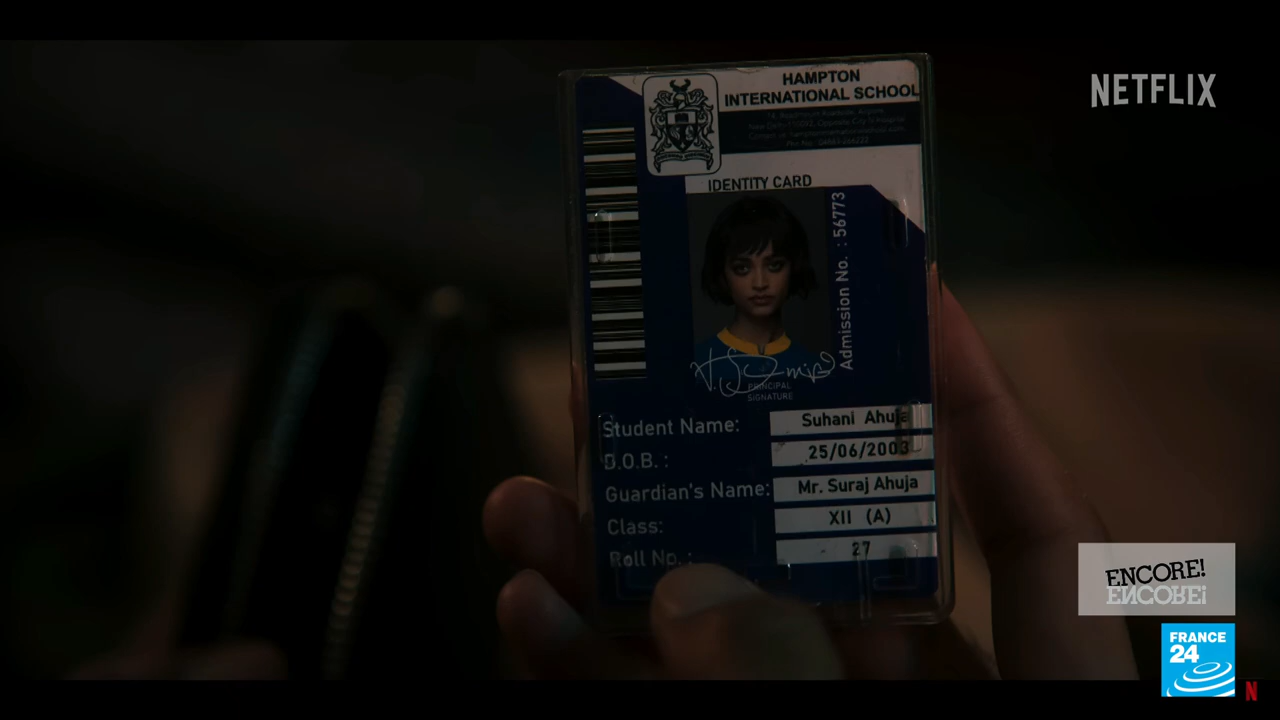 NETFLIX
HAMPTON
INTERNATIONAL SCHOOL
IDENTITY CARD
Admission No. : 56773
PRINCIPAL
SIGNATURE
Student Name: Suhani Ahuja
D.O.B. : 25/06/2003
Guardian's Name: Mr. Suraj Ahuja
Class: XII (A)
Roll No. : 27
ENCORE!
ENCORE!
FRANCE
24
N